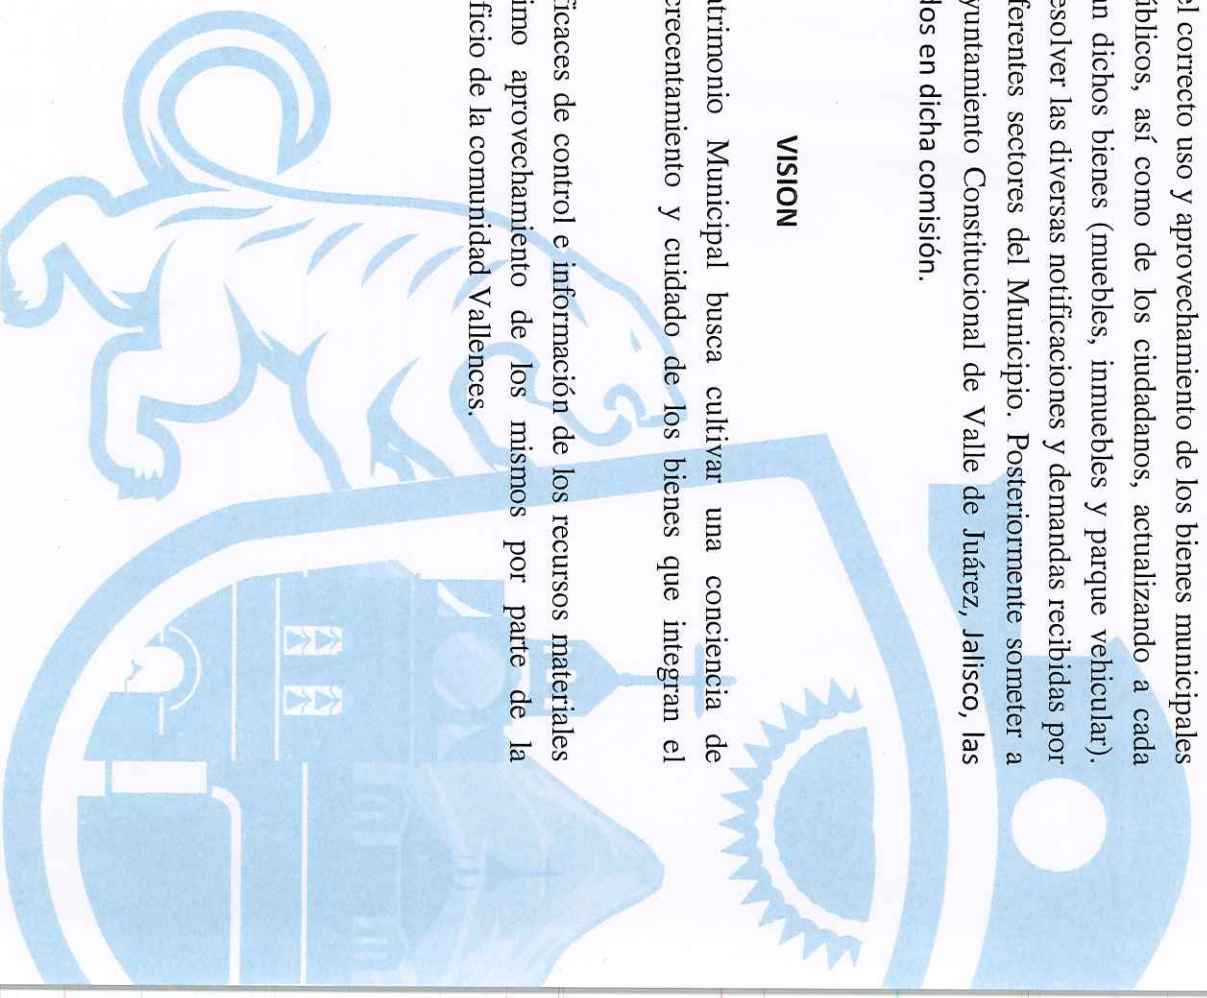 el correcto uso y aprovechamiento de los bienes municipales
úblicos, así como de los ciudadanos, actualizando a cada
an dichos bienes (muebles, inmuebles y parque vehicular).
esolver las diversas notificaciones y demandas recibidas por
ferentes sectores del Municipio. Posteriormente someter a
yuntamiento Constitucional de Valle de Juárez, Jalisco, las
dos en dicha comisión.
VISION
atrimonio Municipal busca cultivar una conciencia de
crecentamiento y cuidado de los bienes que integran el
ficaces de control e información de los recursos materiales
imo aprovechamiento de los mismos por parte de la
ficio de la comunidad Vallences.